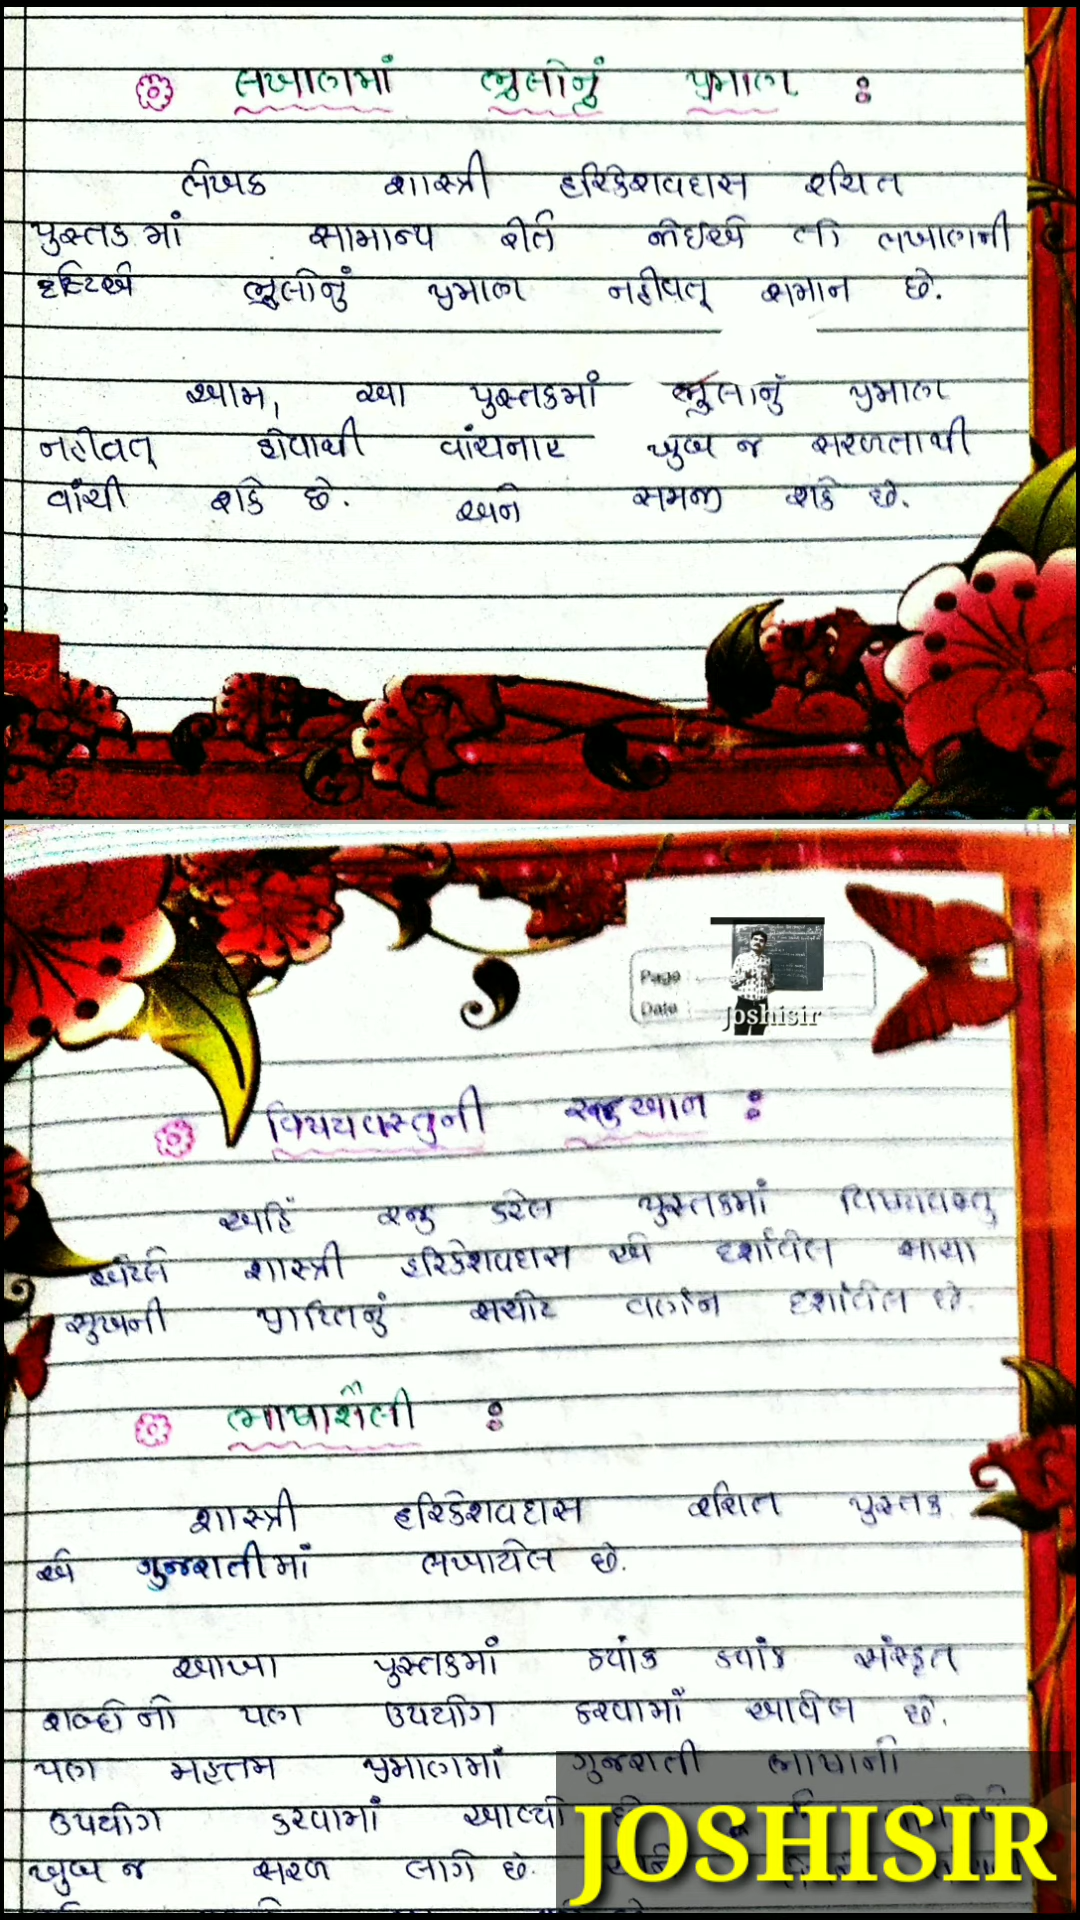 લખાણમાં ભૂલોનું પ્રમાણ :
લેખક શાસ્ત્રી હરિકેશવદાસ રચિત
પુસ્તકમાં સામાન્ય રીતે જોઈએ તો લખાણની
દ્રષ્ટિએ ભૂલોનું પ્રમાણ નહીવત્ સમાન છે.
આમ, આ પુસ્તકમાં ભૂલોનું પ્રમાણ
નહીવત્ હોવાથી વાંચનાર ખુબ જ સરળતાથી
વાંચી શકે છે. અને સમજી શકે છે.
Page :
Date :
joshisir
વિષયવસ્તુની :
અહિં રજુ કરેલ પુસ્તકમાં વિષયવસ્તુ
એટલે શાસ્ત્રી હરિકેશવદાસ એ દર્શાવેલ સાચા
સુખની પ્રાપ્તિનું સચોટ વર્ણન દર્શાવેલ છે.
ભાષાશૈલી :
શાસ્ત્રી હરિકેશવદાસ રચિત પુસ્તક
એ ગુજરાતીમાં લખાયેલ છે.
આખા પુસ્તકમાં ક્યાંક ક્યાંક સંસ્કૃત
શબ્દોનો પણ ઉપયોગ કરવામાં આવેલ છે.
પણ મહત્તમ પ્રમાણમાં ગુજરાતી ભાષાનો
ઉપયોગ કરવામાં આવ્યો
ખુબ જ સરળ લાગે છે.
JOSHISIR